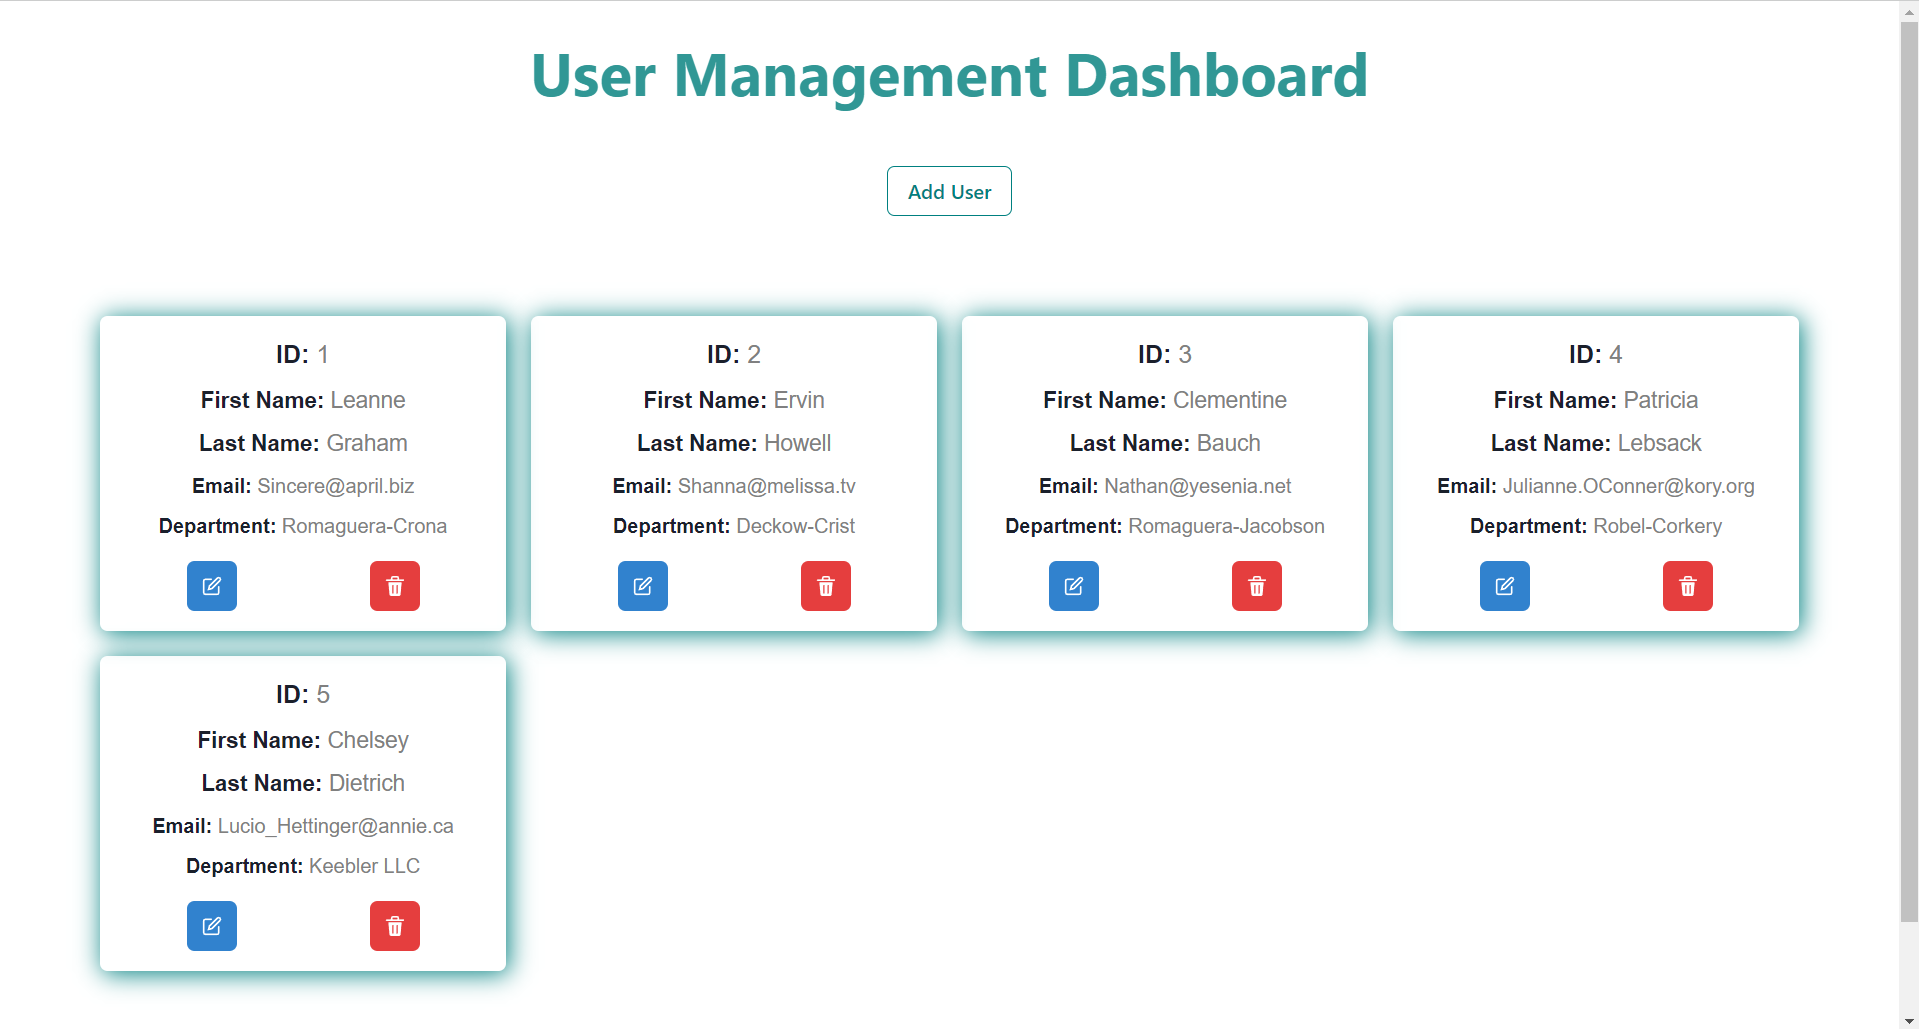 User Management Dashboard
Add User
ID: 1
First Name: Leanne
Last Name: Graham
Email: Sincere@april.biz
Department: Romaguera-Crona
ID: 2
First Name: Ervin
Last Name: Howell
Email: Shanna@melissa.tv
Department: Deckow-Crist
ID: 3
First Name: Clementine
Last Name: Bauch
Email: Nathan@yesenia.net
Department: Romaguera-Jacobson
ID: 4
First Name: Patricia
Last Name: Lebsack
Email: Julianne.OConner@kory.org
Department: Robel-Corkery
ID: 5
First Name: Chelsey
Last Name: Dietrich
Email: Lucio_Hettinger@annie.ca
Department: Keebler LLC